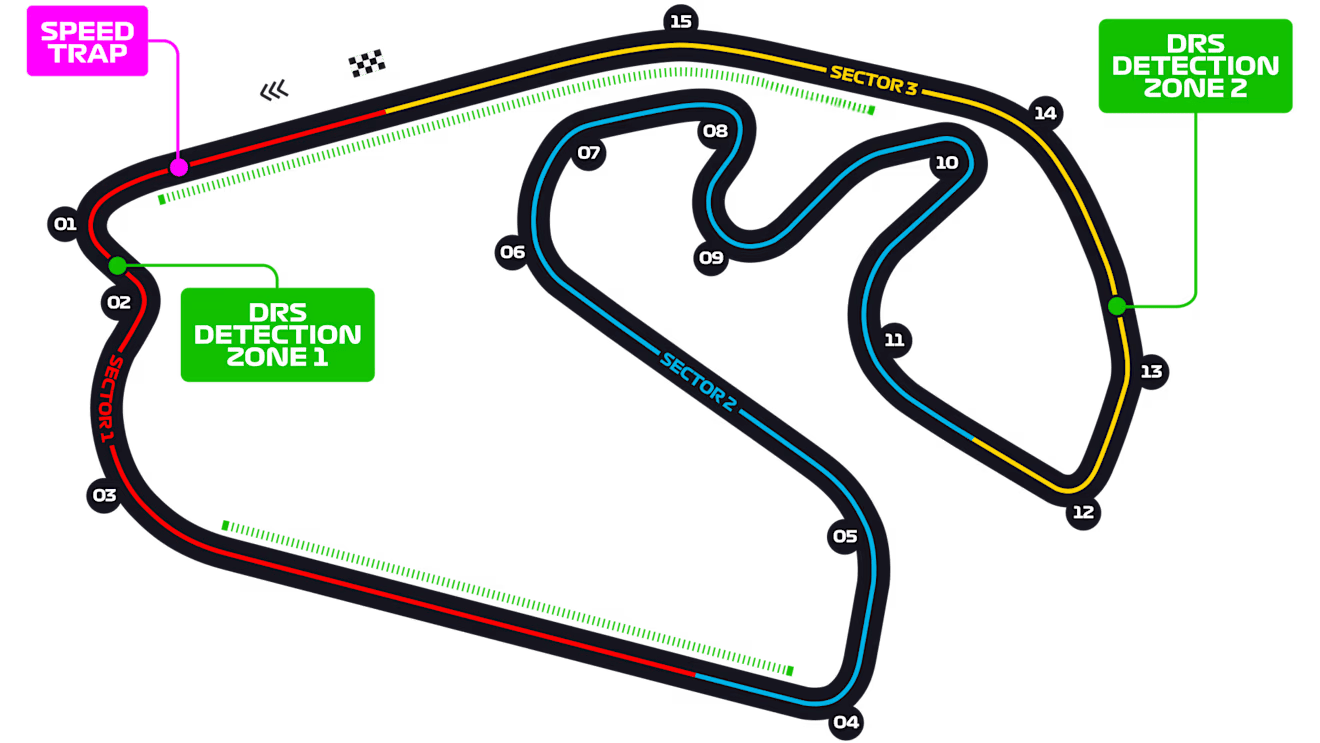 SPEED
TRAP
15
SECTOR 3
DRS
DETECTION
ZONE 2
14
08
07
10
01
06
09
02
DRS
DETECTION
ZONE 1
11
13
SECTOR 2
SECTOR 1
03
12
05
04